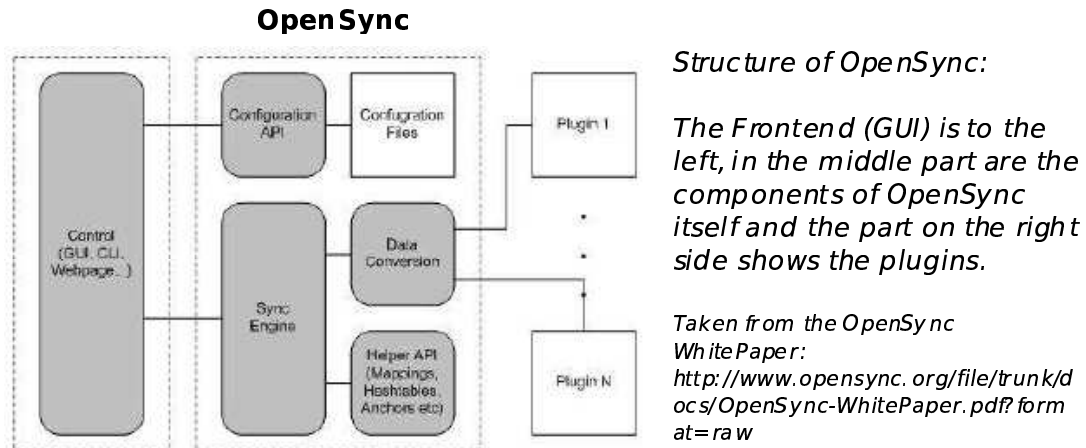 OpenSync
Configuration
API
Confugration
Files
Plugin 1
Control
(GUI, CLI,
Webpage,..)
Data
Conversion
Sync
Engine
Helper API
(Mappings,
Hashtables,
Anchors etc)
Plugin N
Structure of OpenSync:
The Frontend (GUI) is to the
left, in the middle part are the
components of OpenSync
itself and the part on the right
side shows the plugins.
Taken from the OpenSync
WhitePaper:
http://www.opensync.org/file/trunk/d
ocs/OpenSync-WhitePaper.pdf?form
at=raw